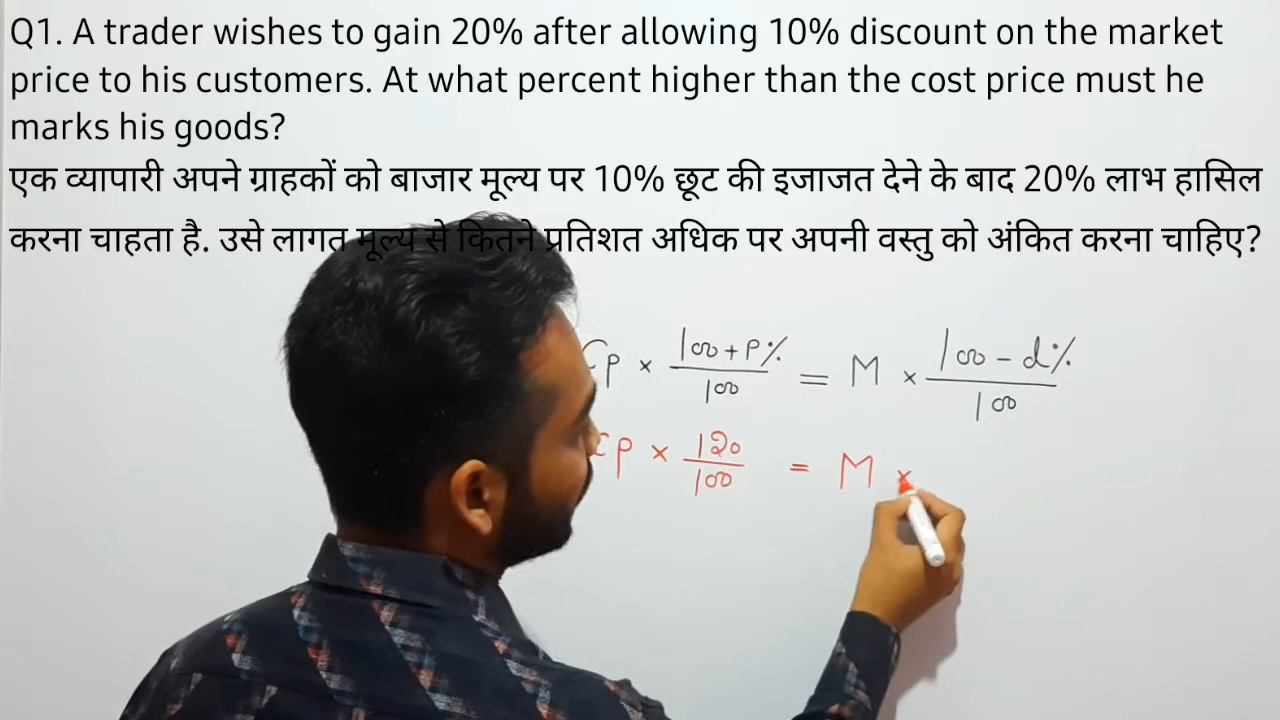 Q1. A trader wishes to gain 20% after allowing 10% discount on the market
price to his customers. At what percent higher than the cost price must he
marks his goods?
एक व्यापारी अपने ग्राहकों को बाजार मूल्य पर 10% छूट की इजाजत देने के बाद 20% लाभ हासिल
करना चाहता है. उसे लागत मूल्य से कितने प्रतिशत अधिक पर अपनी वस्तु को अंकित करना चाहिए?
CP × (100+P%)/100 = M × (100-d%)/100
CP × 120/100 = M ×